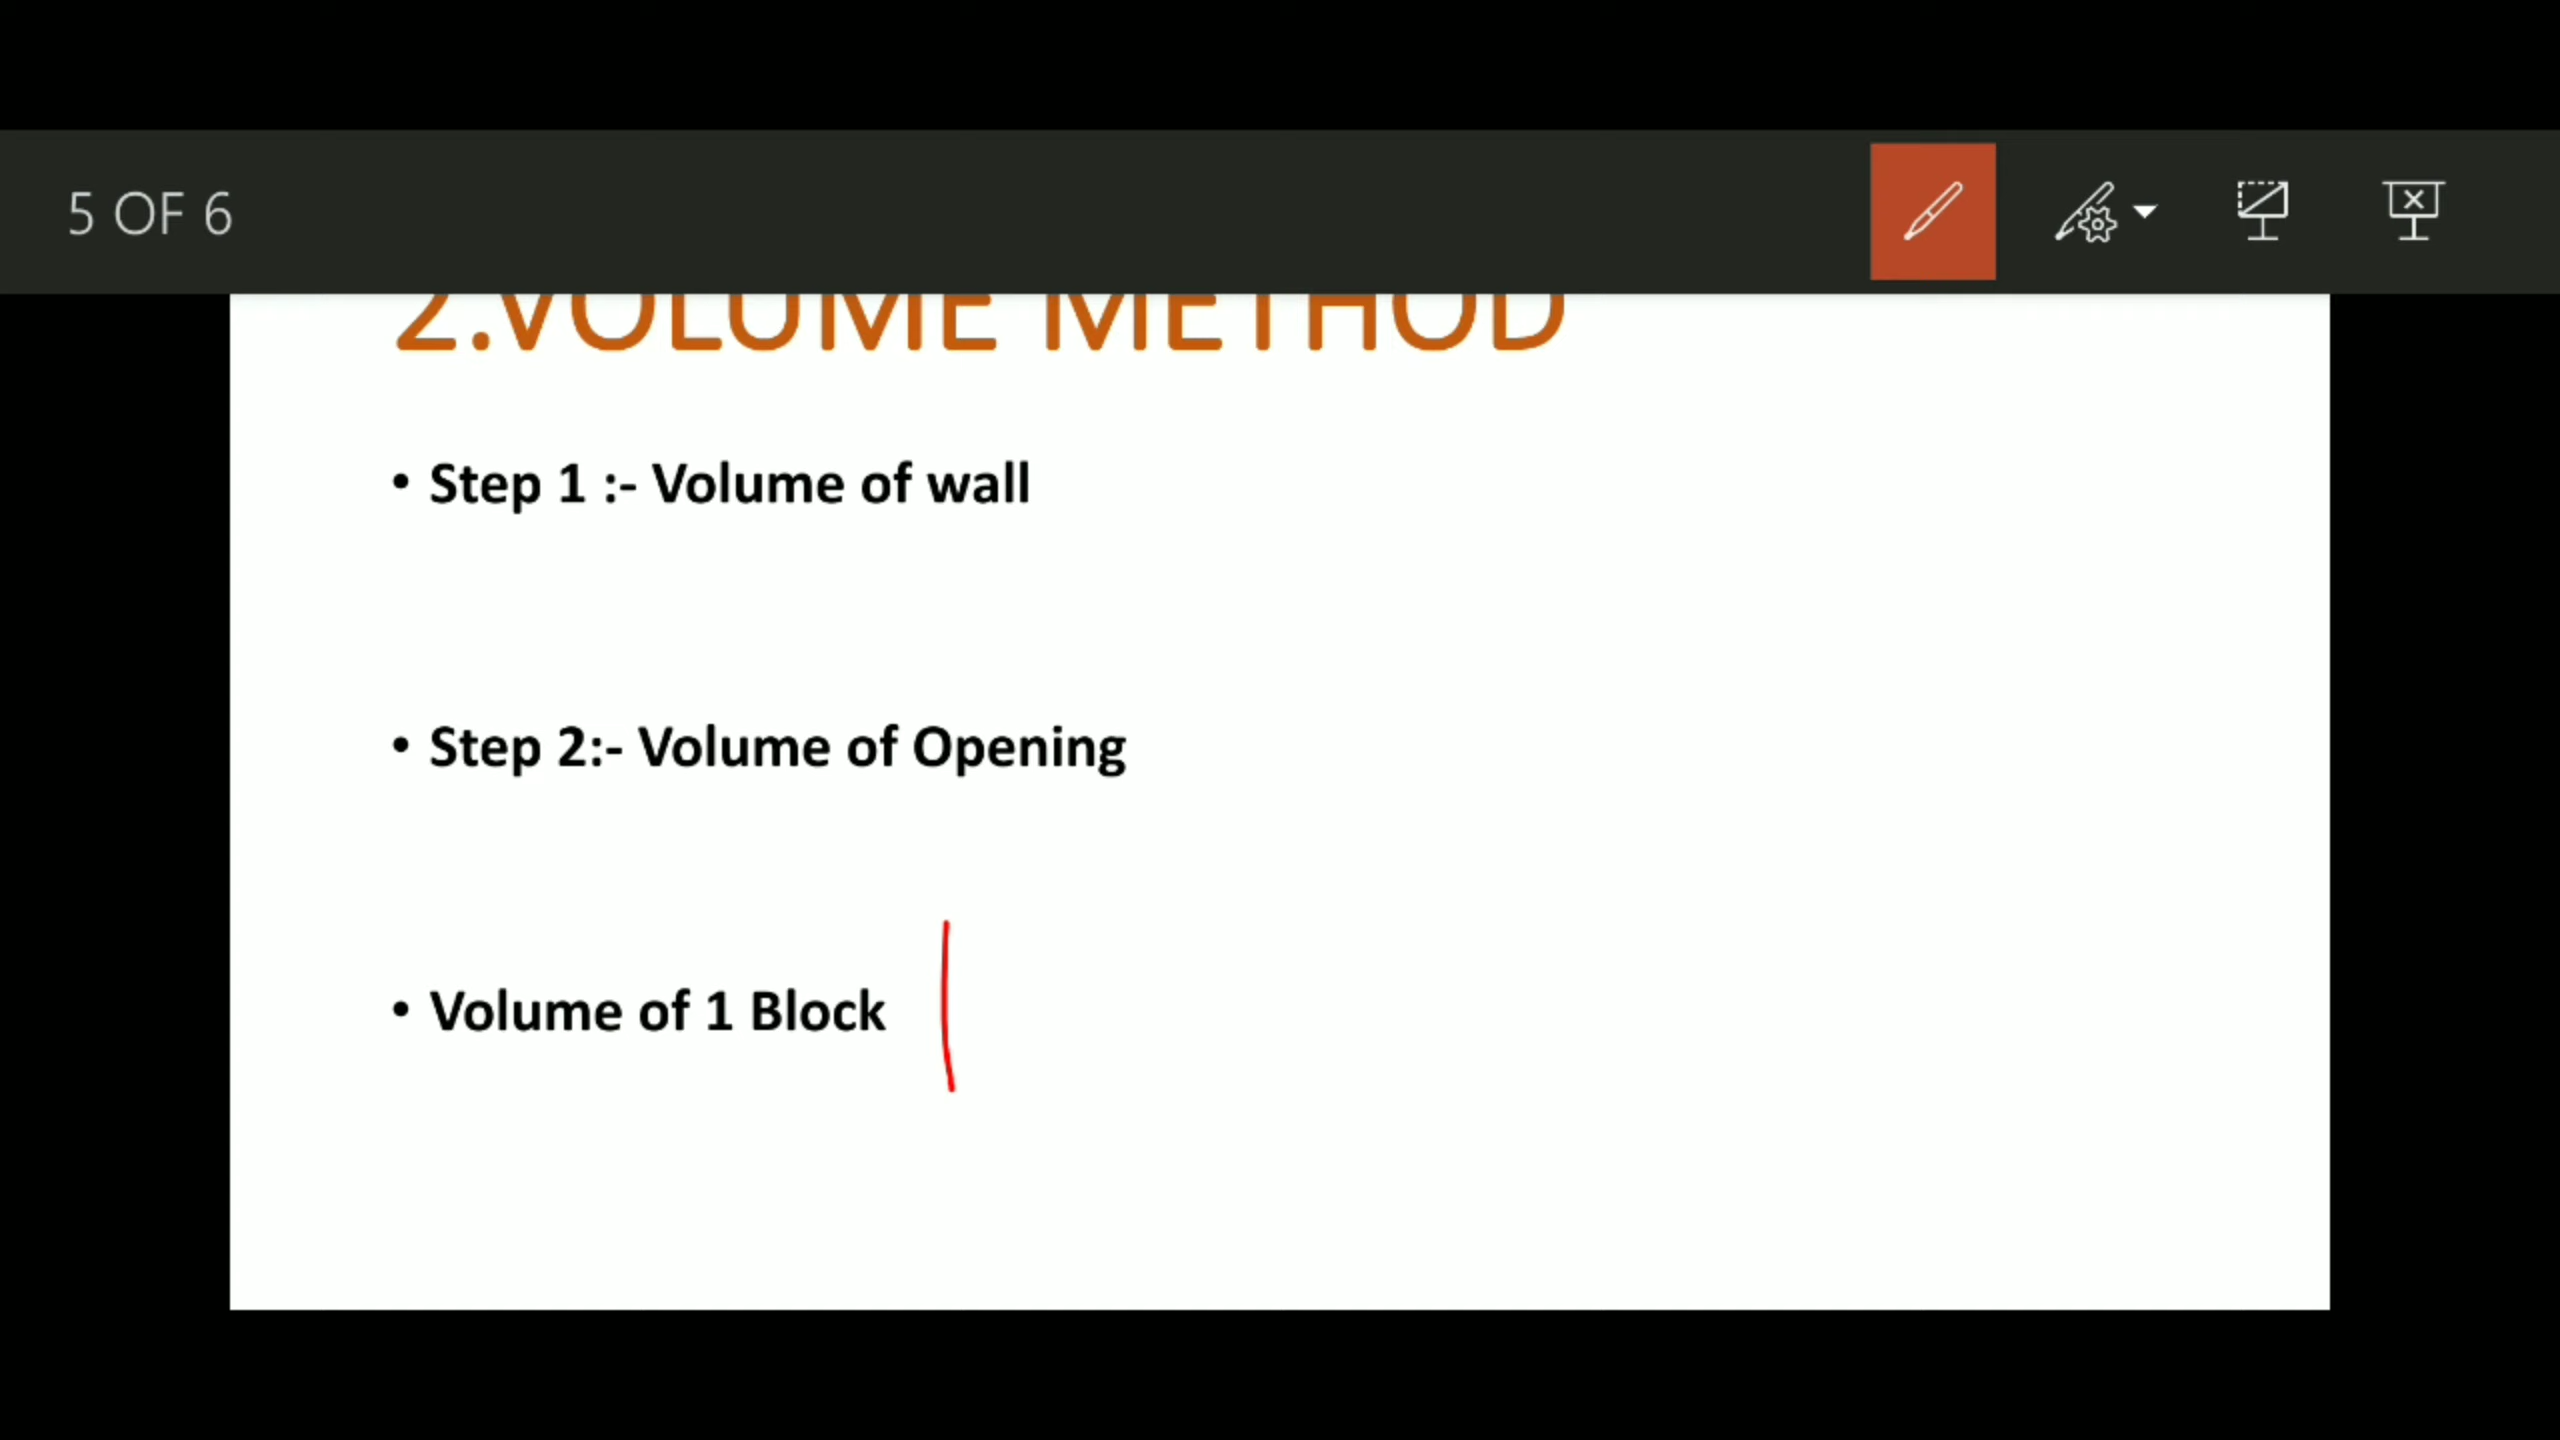 5 OF 6
2.VOLUME METHOD
• Step 1 :- Volume of wall
• Step 2:- Volume of Opening
• Volume of 1 Block